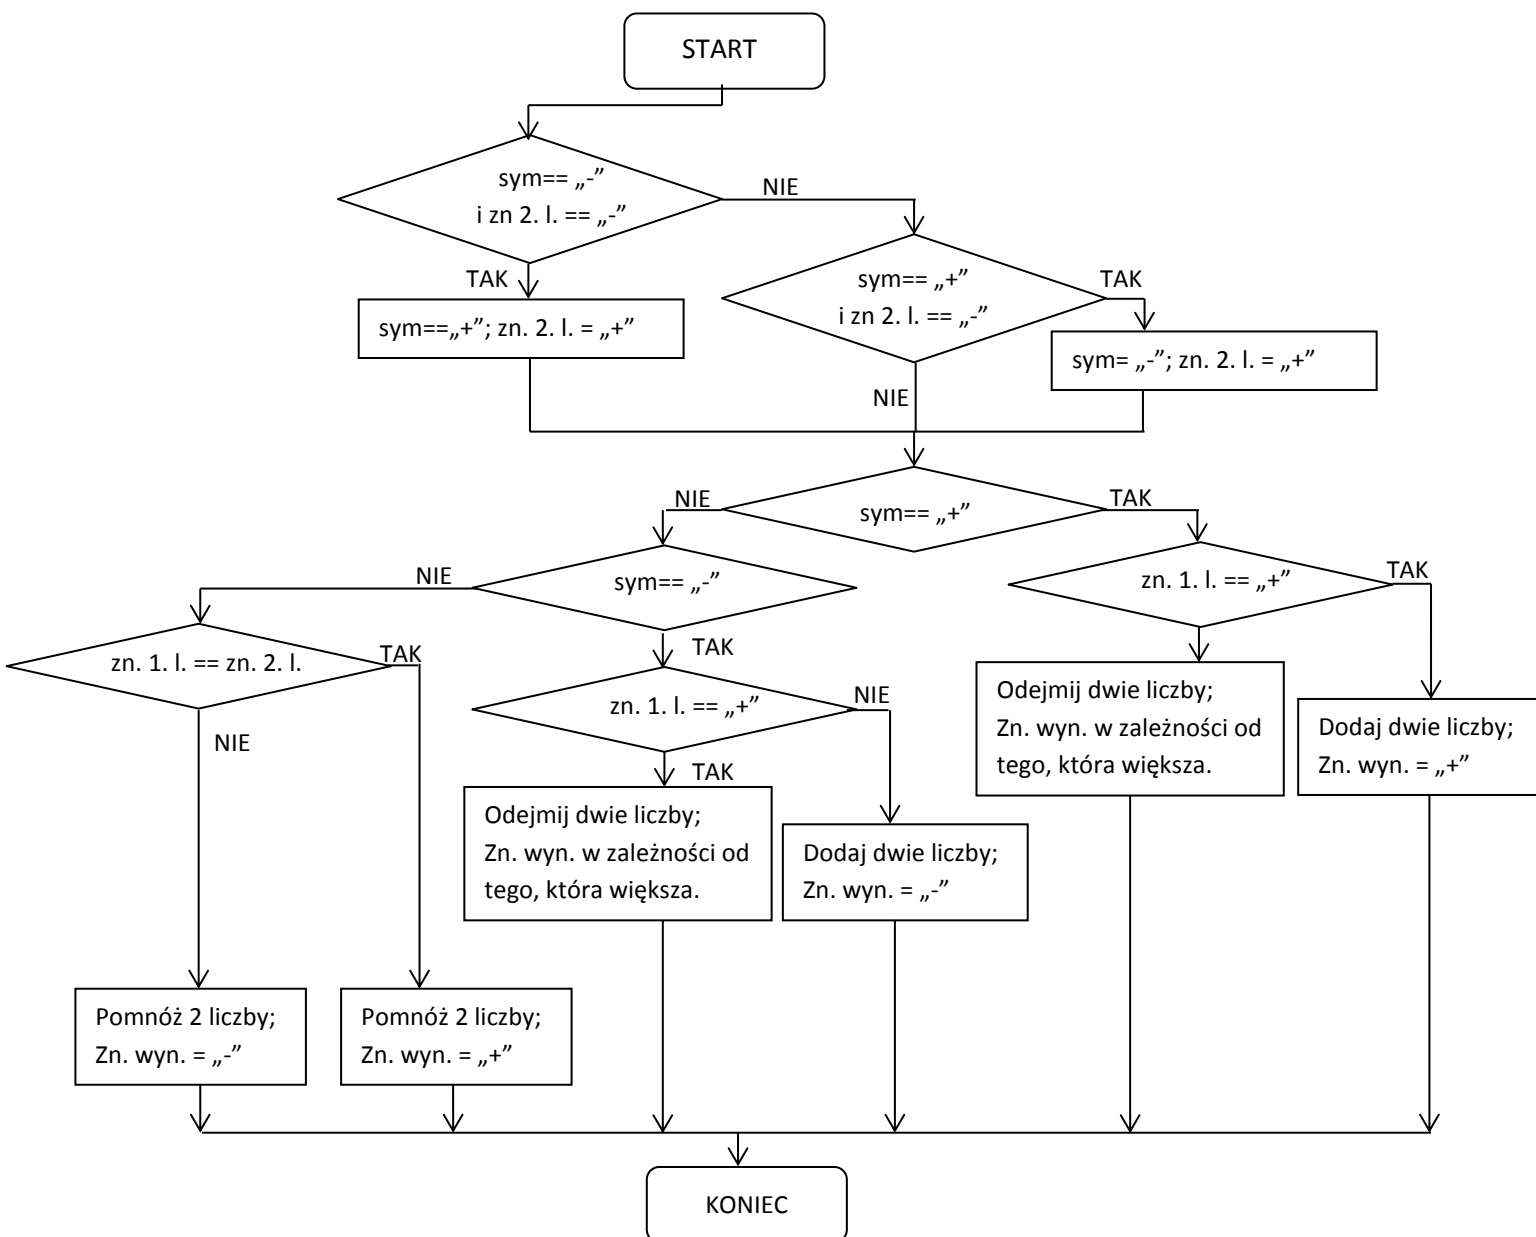 START
sym== „-”
i zn 2. l. == „-”
NIE
TAK
sym== „+”
i zn 2. l. == „-”
TAK
sym==„+”; zn. 2. l. = „+”
sym= „-”; zn. 2. l. = „+”
NIE
NIE
sym== „+”
TAK
NIE
sym== „-”
zn. 1. l. == „+”
TAK
zn. 1. l. == zn. 2. l.
TAK
TAK
NIE
zn. 1. l. == „+”
NIE
TAK
Odejmij dwie liczby;
Zn. wyn. w zależności od
tego, która większa.
Dodaj dwie liczby;
Zn. wyn. = „+”
Odejmij dwie liczby;
Zn. wyn. w zależności od
tego, która większa.
Dodaj dwie liczby;
Zn. wyn. = „-”
Pomnóż 2 liczby;
Zn. wyn. = „-”
Pomnóż 2 liczby;
Zn. wyn. = „+”
KONIEC